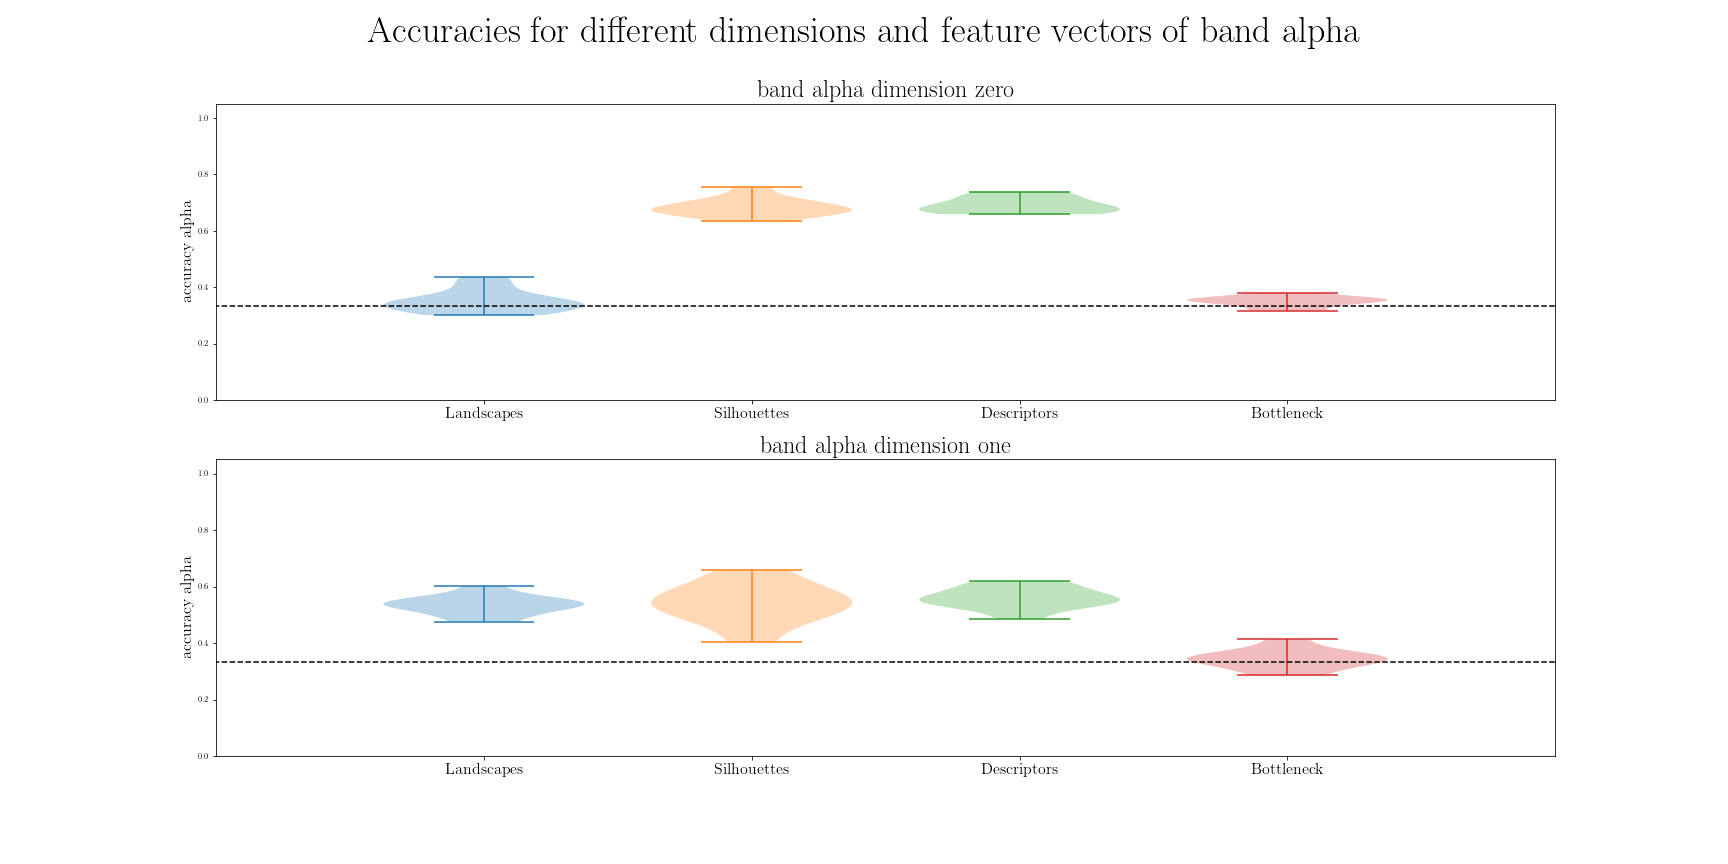 Accuracies for different dimensions and feature vectors of band alpha
band alpha dimension zero
1.0
0.8
0.6
0.4
0.2
0.0
accuracy alpha
Landscapes Silhouettes Descriptors Bottleneck
band alpha dimension one
1.0
0.8
0.6
0.4
0.2
0.0
accuracy alpha
Landscapes Silhouettes Descriptors Bottleneck